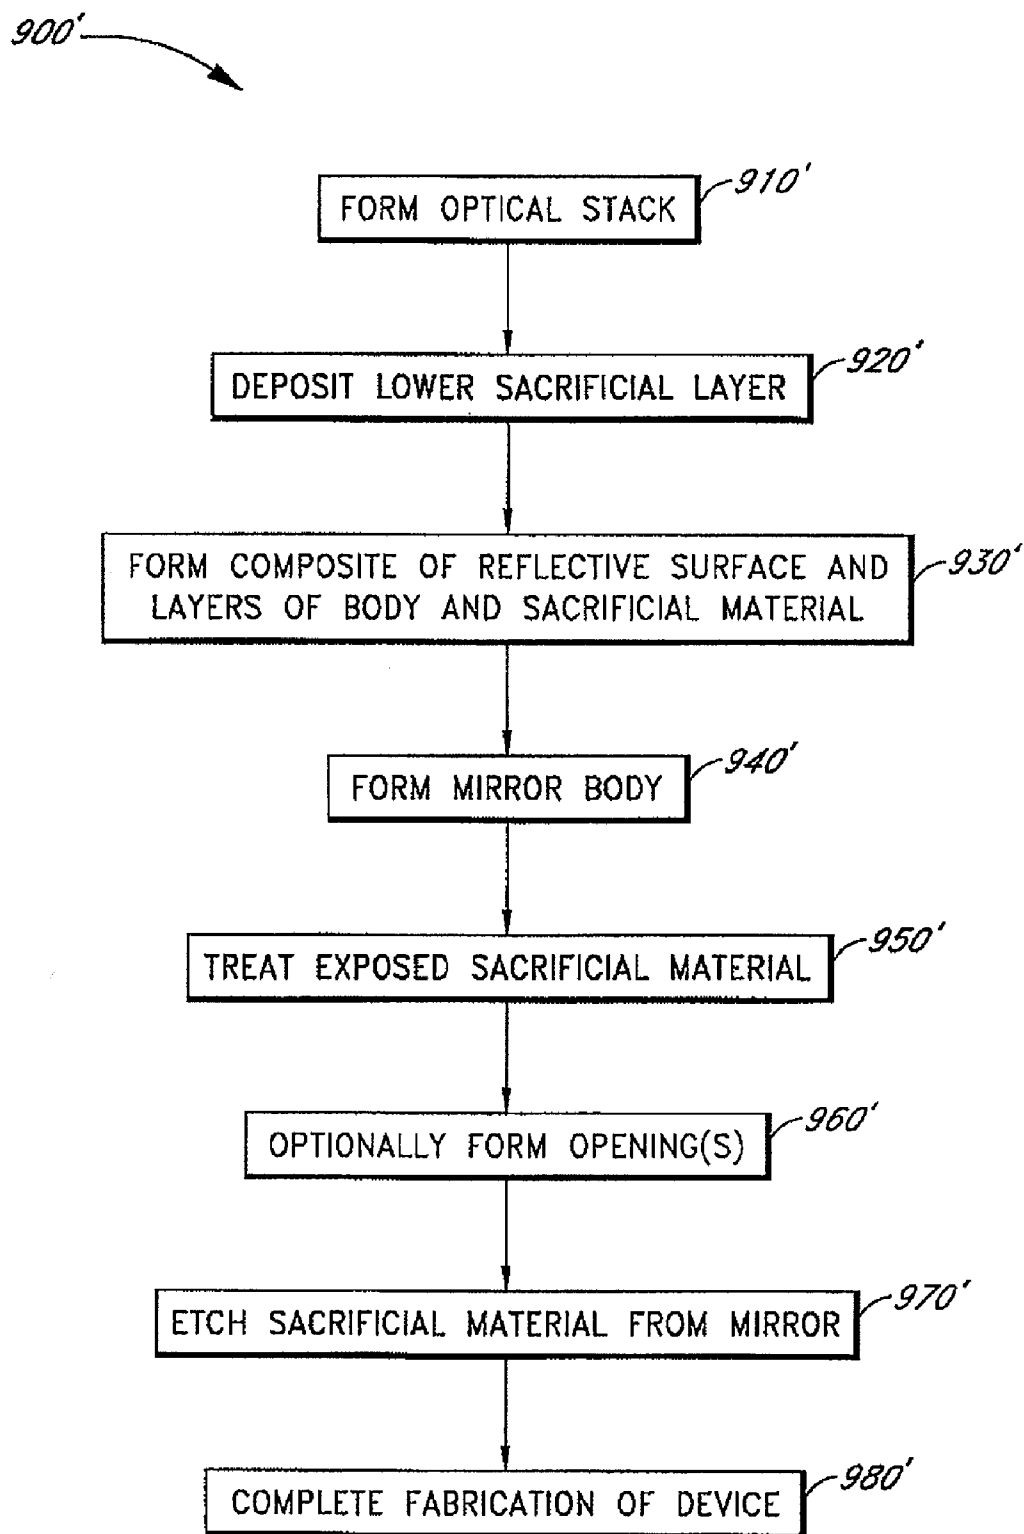 900'
910'
FORM OPTICAL STACK
920'
DEPOSIT LOWER SACRIFICIAL LAYER
930'
FORM COMPOSITE OF REFLECTIVE SURFACE AND
LAYERS OF BODY AND SACRIFICIAL MATERIAL
940'
FORM MIRROR BODY
950'
TREAT EXPOSED SACRIFICIAL MATERIAL
960'
OPTIONALLY FORM OPENING(S)
970'
ETCH SACRIFICIAL MATERIAL FROM MIRROR
980'
COMPLETE FABRICATION OF DEVICE